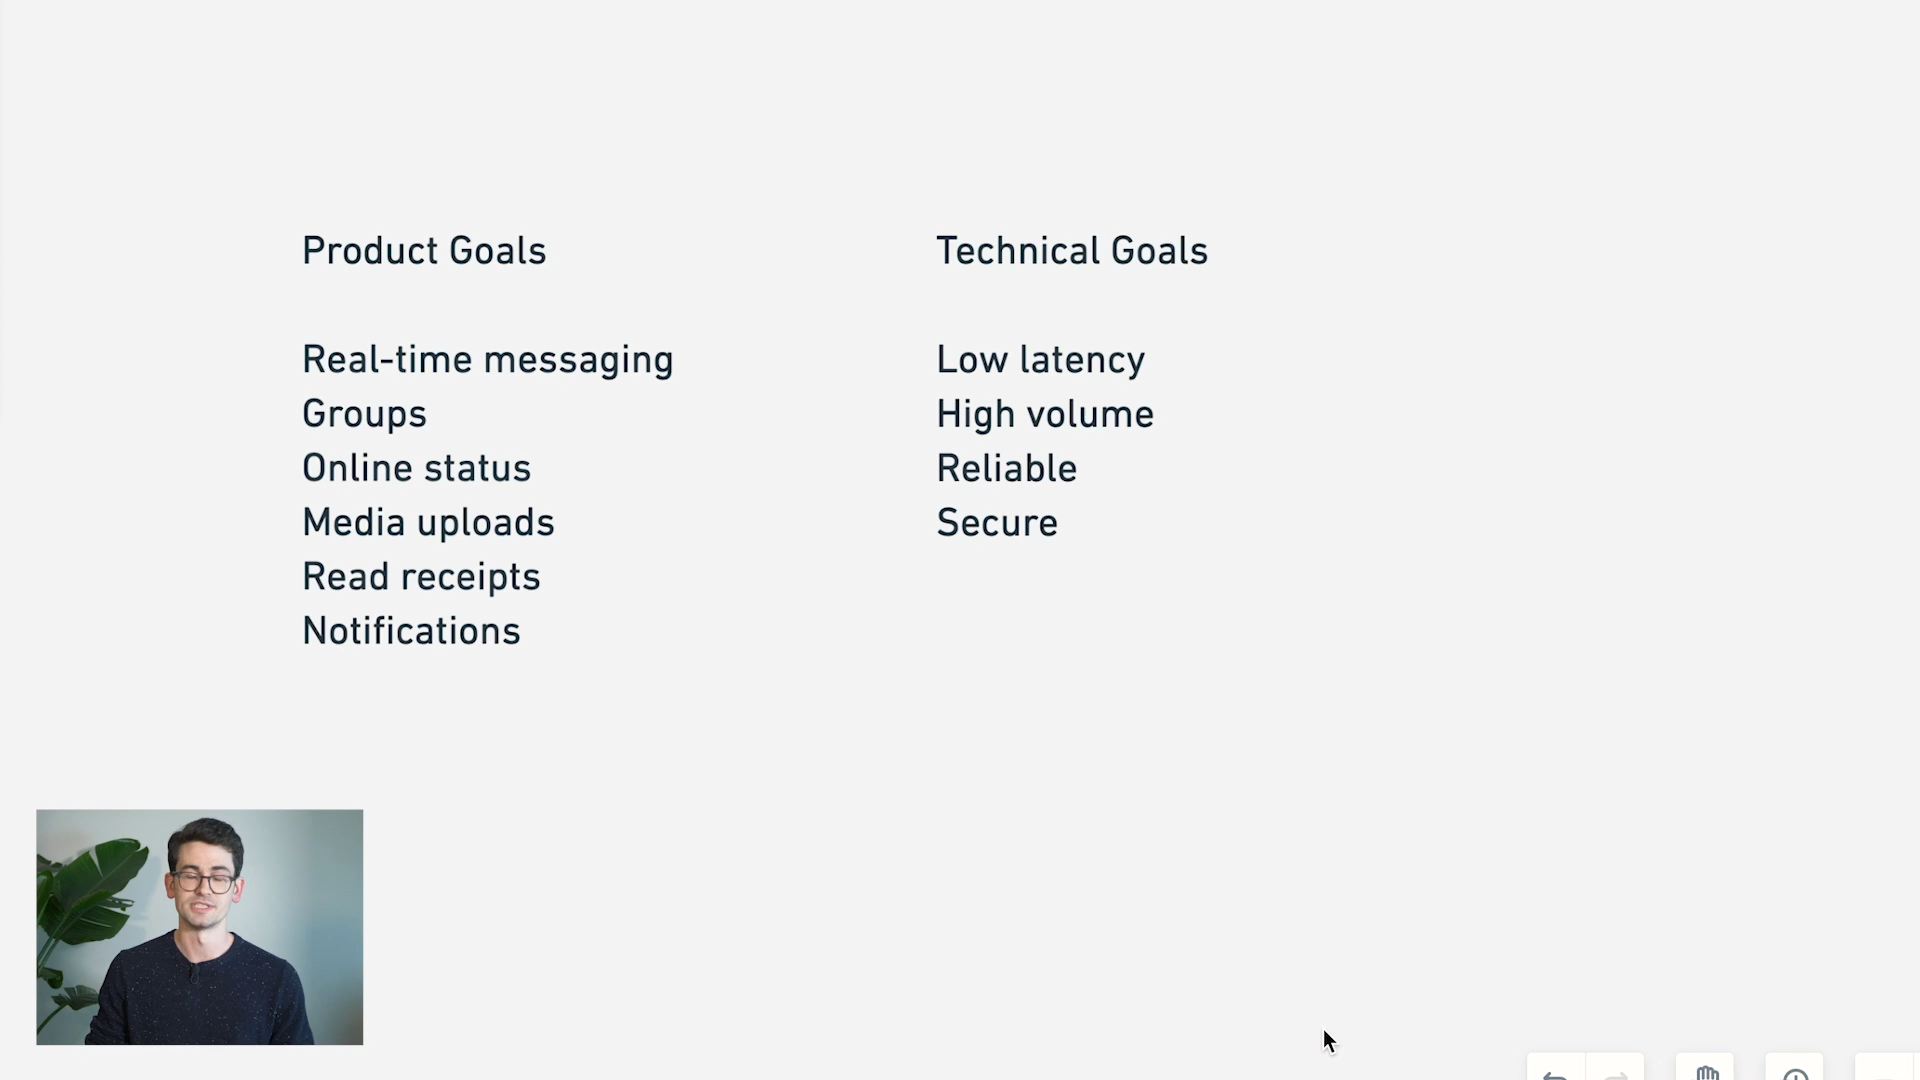 Product Goals
Real-time messaging
Groups
Online status
Media uploads
Read receipts
Notifications
Technical Goals
Low latency
High volume
Reliable
Secure